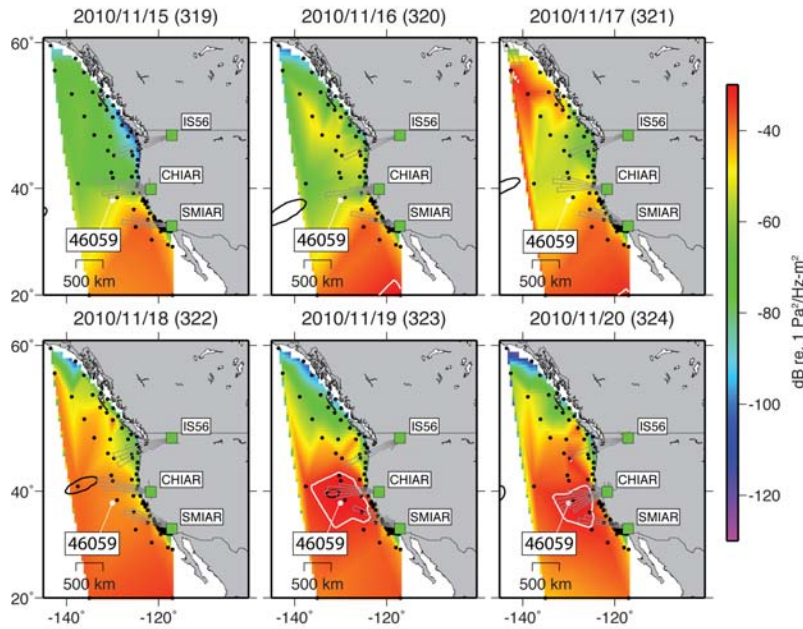 2010/11/15 (319)
2010/11/16 (320)
2010/11/17 (321)
60°
40°
20°
IS56
CHIAR
SMIAR
46059
500 km
IS56
CHIAR
SMIAR
46059
500 km
IS56
CHIAR
SMIAR
46059
500 km
2010/11/18 (322)
2010/11/19 (323)
2010/11/20 (324)
60°
40°
20°
IS56
CHIAR
SMIAR
46059
500 km
IS56
CHIAR
SMIAR
46059
500 km
IS56
CHIAR
SMIAR
46059
500 km
-140°
-120°
-140°
-120°
-140°
-120°
-40
-60
-80
-100
-120
dB re. 1 Pa²/Hz-m²